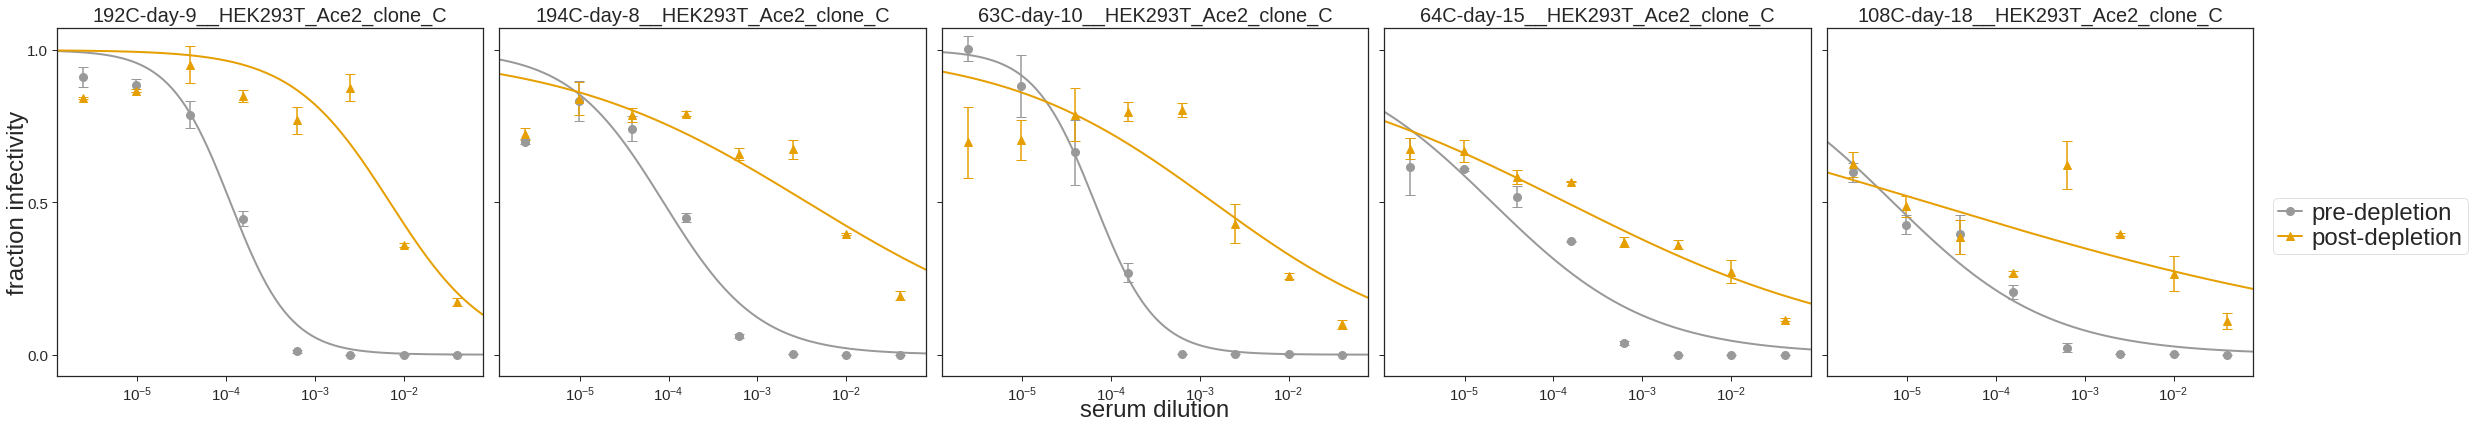 192C-day-9__HEK293T_Ace2_clone_C
194C-day-8__HEK293T_Ace2_clone_C
63C-day-10__HEK293T_Ace2_clone_C
64C-day-15__HEK293T_Ace2_clone_C
108C-day-18__HEK293T_Ace2_clone_C
fraction infectivity
1.0
0.5
0.0
pre-depletion
post-depletion
10⁻⁵ 10⁻⁴ 10⁻³ 10⁻²
10⁻⁵ 10⁻⁴ 10⁻³ 10⁻²
10⁻⁵ 10⁻⁴ 10⁻³ 10⁻²
10⁻⁵ 10⁻⁴ 10⁻³ 10⁻²
10⁻⁵ 10⁻⁴ 10⁻³ 10⁻²
serum dilution